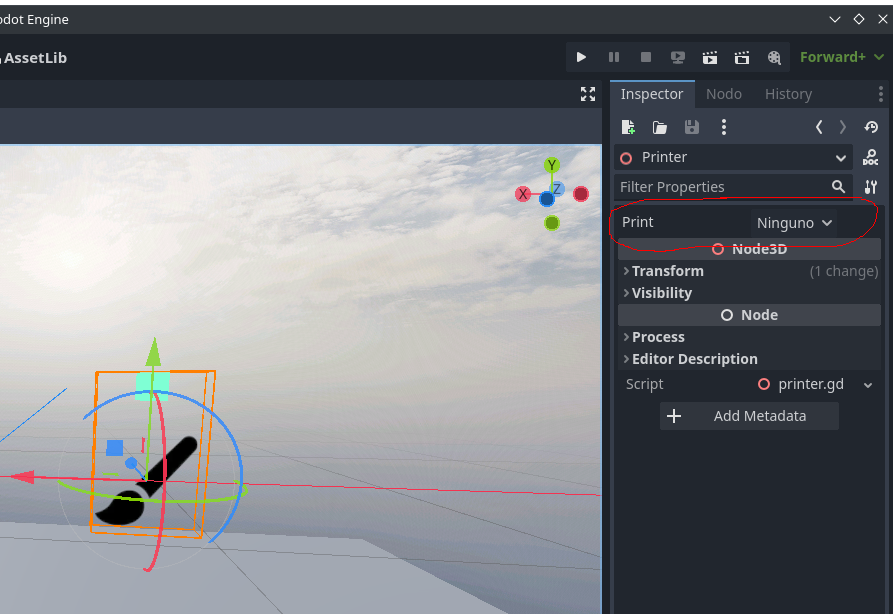 odot Engine
AssetLib
Forward+
Inspector Nodo History
Printer
Filter Properties
Print Ninguno
Node3D
Transform (1 change)
Visibility
Node
Process
Editor Description
Script printer.gd
Add Metadata
Y
X Z
DOC